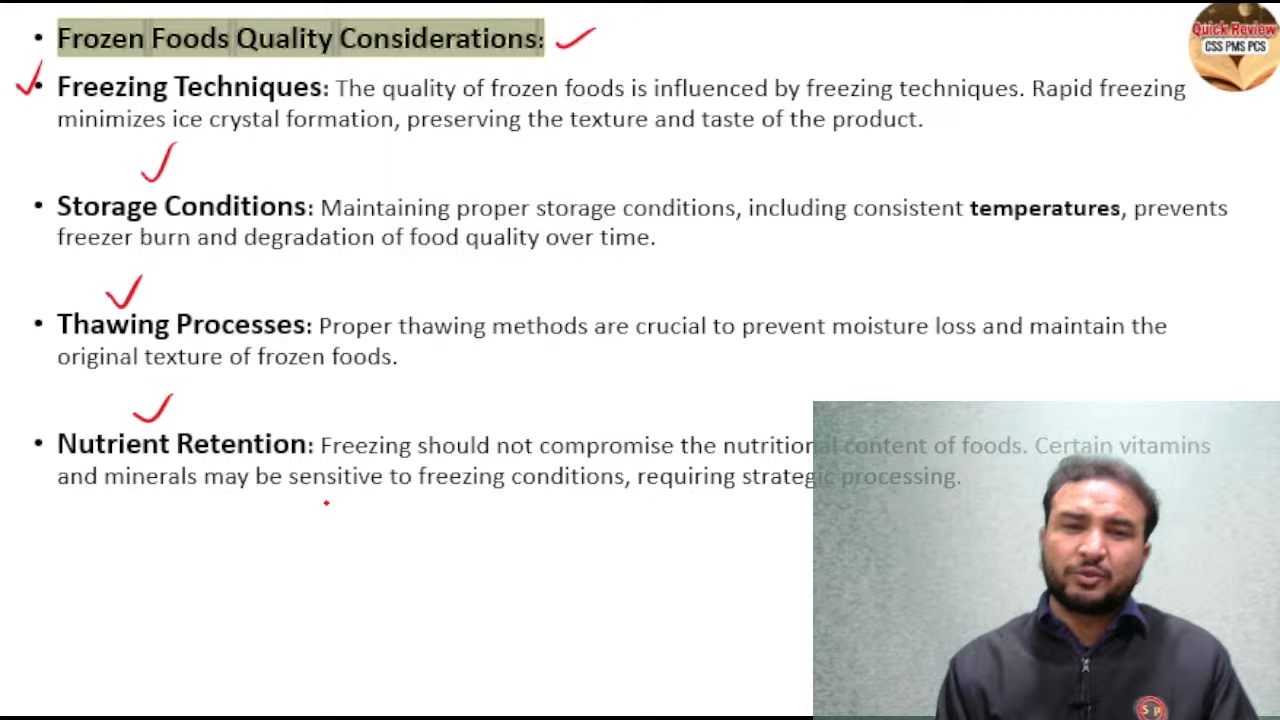 • Frozen Foods Quality Considerations:
Quick Review
CSS PMS PCS
• Freezing Techniques: The quality of frozen foods is influenced by freezing techniques. Rapid freezing
minimizes ice crystal formation, preserving the texture and taste of the product.
• Storage Conditions: Maintaining proper storage conditions, including consistent temperatures, prevents
freezer burn and degradation of food quality over time.
• Thawing Processes: Proper thawing methods are crucial to prevent moisture loss and maintain the
original texture of frozen foods.
• Nutrient Retention: Freezing should not compromise the nutritional content of foods. Certain vitamins
and minerals may be sensitive to freezing conditions, requiring strategic processing.